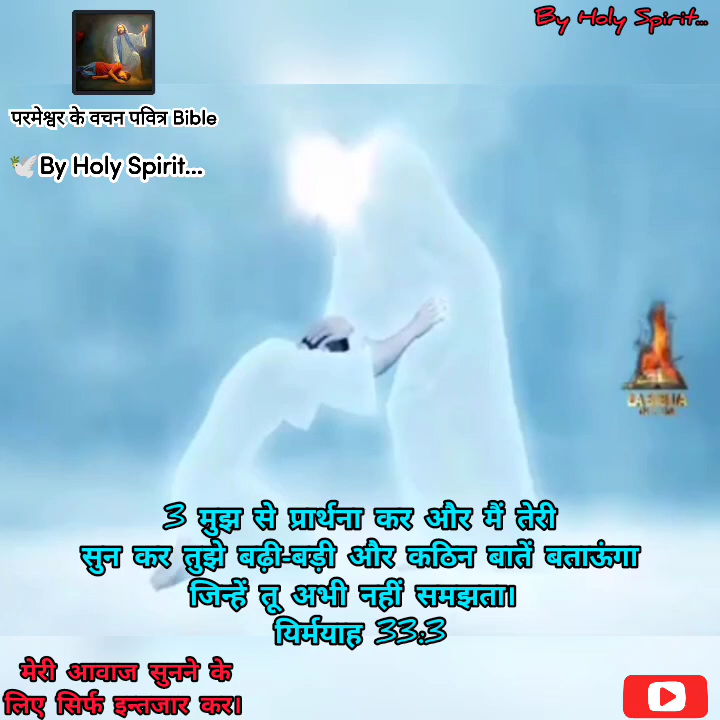 By Holy Spirit...
परमेश्वर के वचन पवित्र Bible
🕊️By Holy Spirit...
3 मुझ से प्रार्थना कर और मैं तेरी
सुन कर तुझे बढ़ी-बड़ी और कठिन बातें बताऊंगा
जिन्हें तू अभी नहीं समझता।
यिर्मयाह 33:3
मेरी आवाज सुनने के
लिए सिर्फ इन्तजार कर।